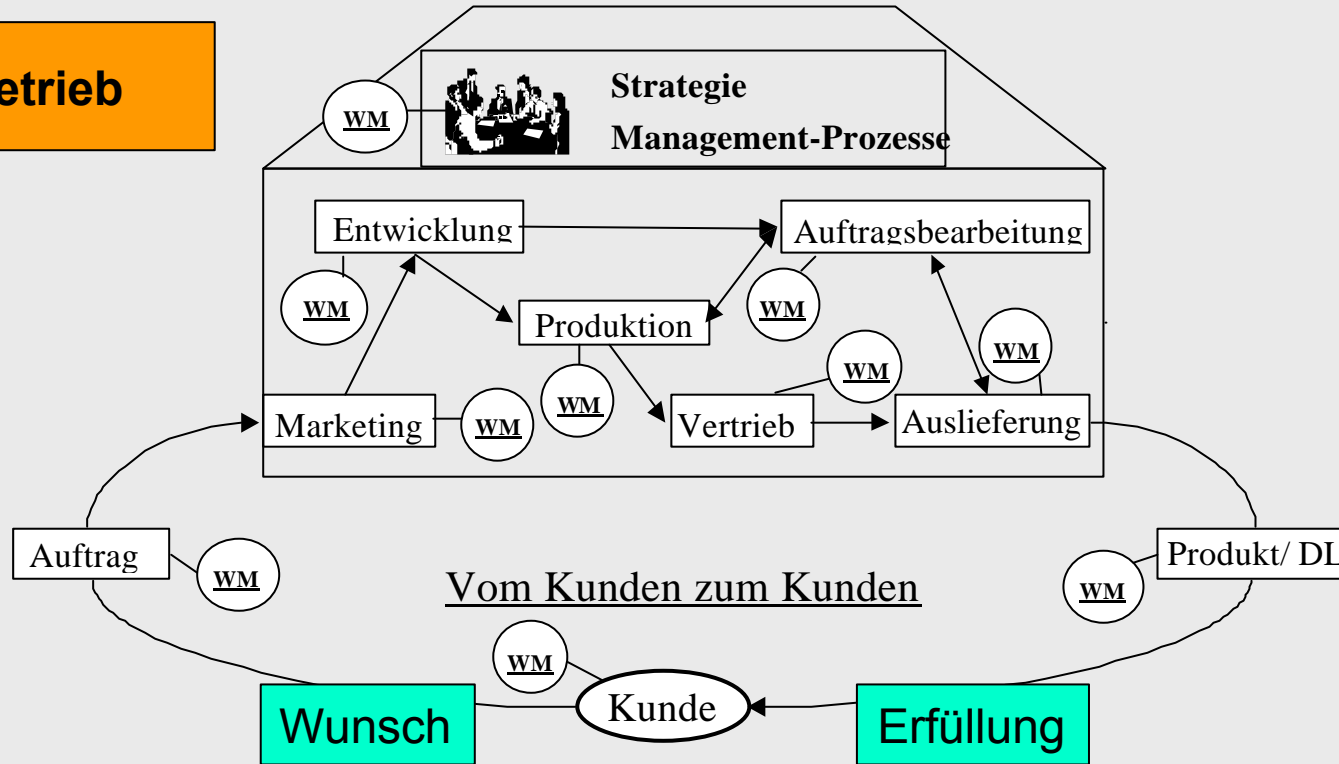 etrieb
Strategie
Management-Prozesse
WM
Entwicklung
Auftragsbearbeitung
WM
WM
Produktion
WM
WM
WM
Marketing
WM
Vertrieb
Auslieferung
Auftrag
WM
Produkt/ DL
WM
Vom Kunden zum Kunden
WM
Kunde
Wunsch
Erfüllung